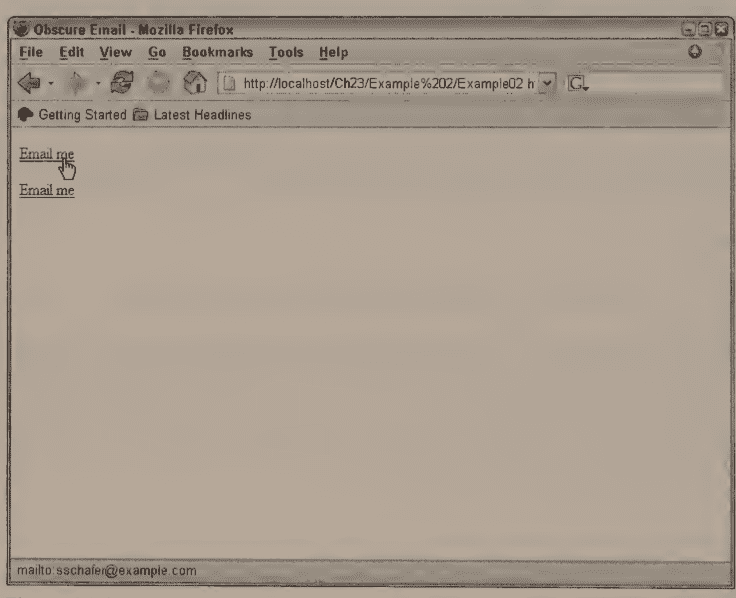 Obscure Email - Mozilla Firefox
File Edit View Go Bookmarks Tools Help
http://localhost/Ch23/Example%202/Example02 h
Getting Started Latest Headlines
Email me
Email me
mailto:sschafer@example.com